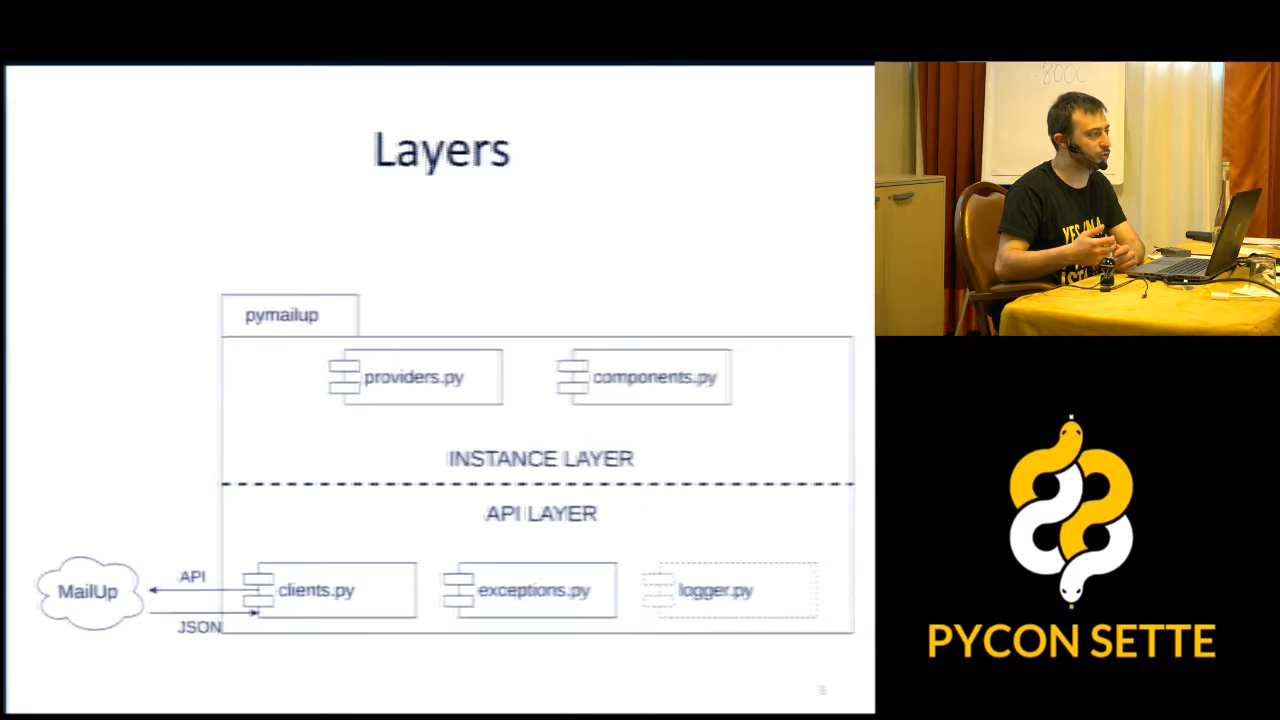 Layers
pymailup
providers.py
components.py
INSTANCE LAYER
API LAYER
MailUp
API
JSON
clients.py
exceptions.py
logger.py
YES I'M A
PYCON SETTE